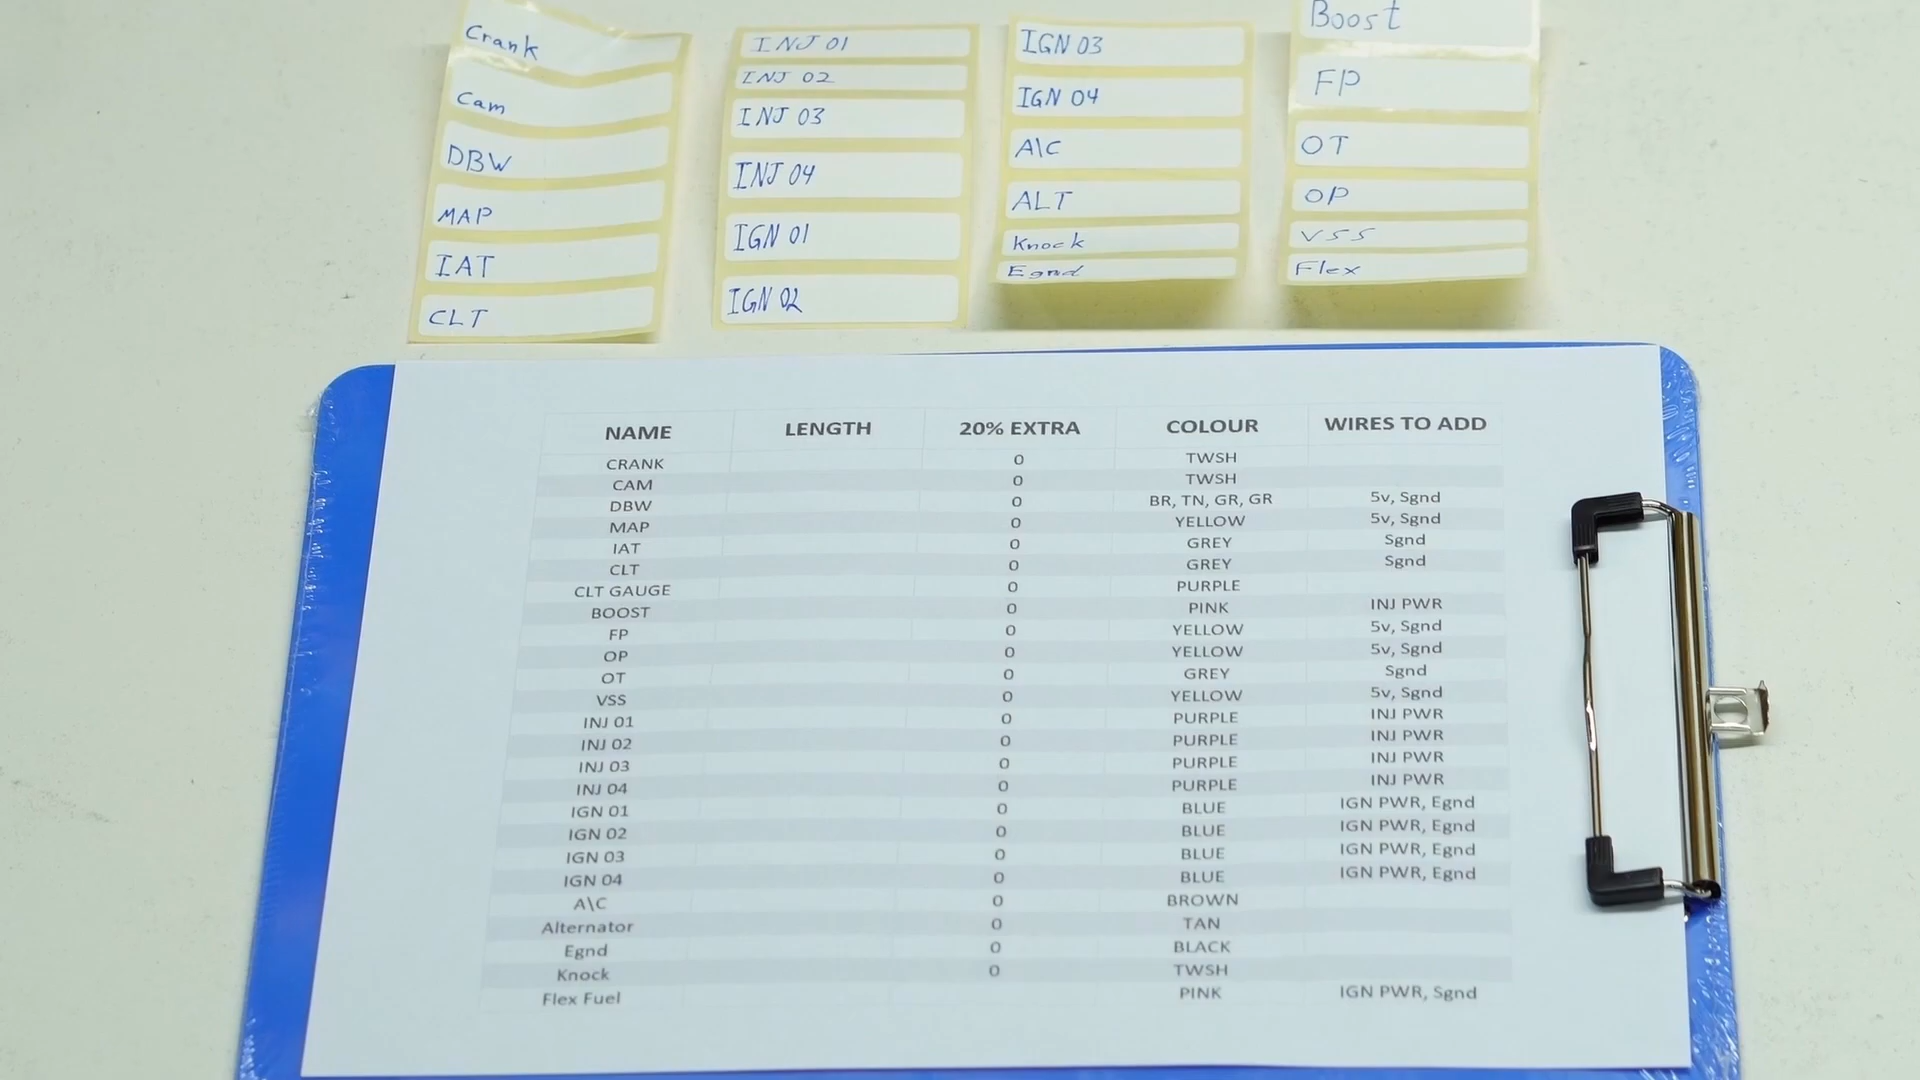 Crank
Cam
DBW
MAP
IAT
CLT
INJ 01
INJ 02
INJ 03
INJ 04
IGN 01
IGN 02
IGN 03
IGN 04
A\C
ALT
Knock
Egnd
Boost
FP
OT
OP
VSS
Flex
NAME LENGTH 20% EXTRA COLOUR WIRES TO ADD
CRANK 0 TWSH
CAM 0 TWSH
DBW 0 BR, TN, GR, GR 5v, Sgnd
MAP 0 YELLOW 5v, Sgnd
IAT 0 GREY Sgnd
CLT 0 GREY Sgnd
CLT GAUGE 0 PURPLE
BOOST 0 PINK INJ PWR
FP 0 YELLOW 5v, Sgnd
OP 0 YELLOW 5v, Sgnd
OT 0 GREY Sgnd
VSS 0 YELLOW 5v, Sgnd
INJ 01 0 PURPLE INJ PWR
INJ 02 0 PURPLE INJ PWR
INJ 03 0 PURPLE INJ PWR
INJ 04 0 PURPLE INJ PWR
IGN 01 0 BLUE IGN PWR, Egnd
IGN 02 0 BLUE IGN PWR, Egnd
IGN 03 0 BLUE IGN PWR, Egnd
IGN 04 0 BLUE IGN PWR, Egnd
A\C 0 BROWN
Alternator 0 TAN
Egnd 0 BLACK
Knock 0 TWSH
Flex Fuel PINK IGN PWR, Sgnd